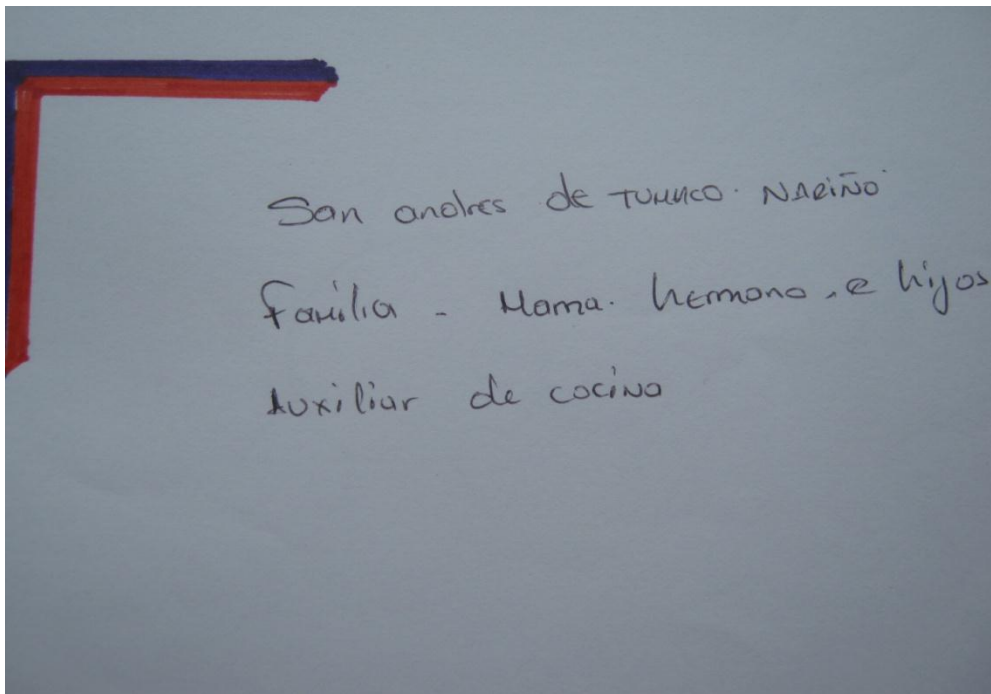 San andres de TUMACO. NARIÑO.
familia - Mama. hermano, e hijos
Auxiliar de cocina